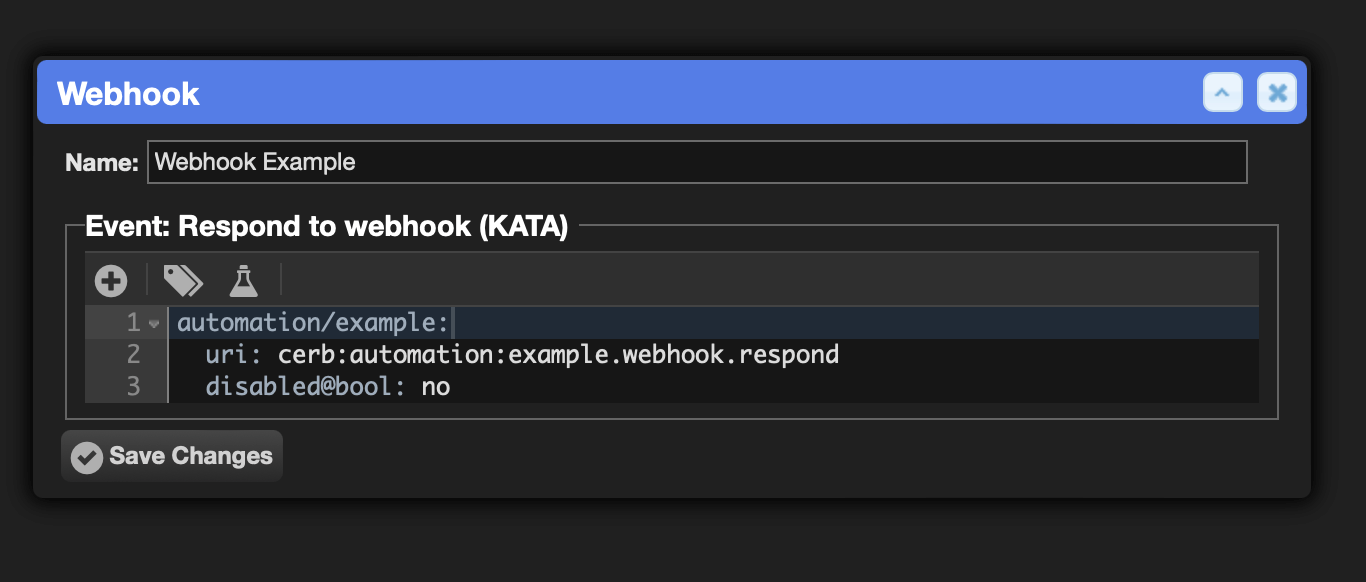 Webhook
Name: Webhook Example
Event: Respond to webhook (KATA)
1 automation/example:
2 uri: cerb:automation:example.webhook.respond
3 disabled@bool: no
Save Changes